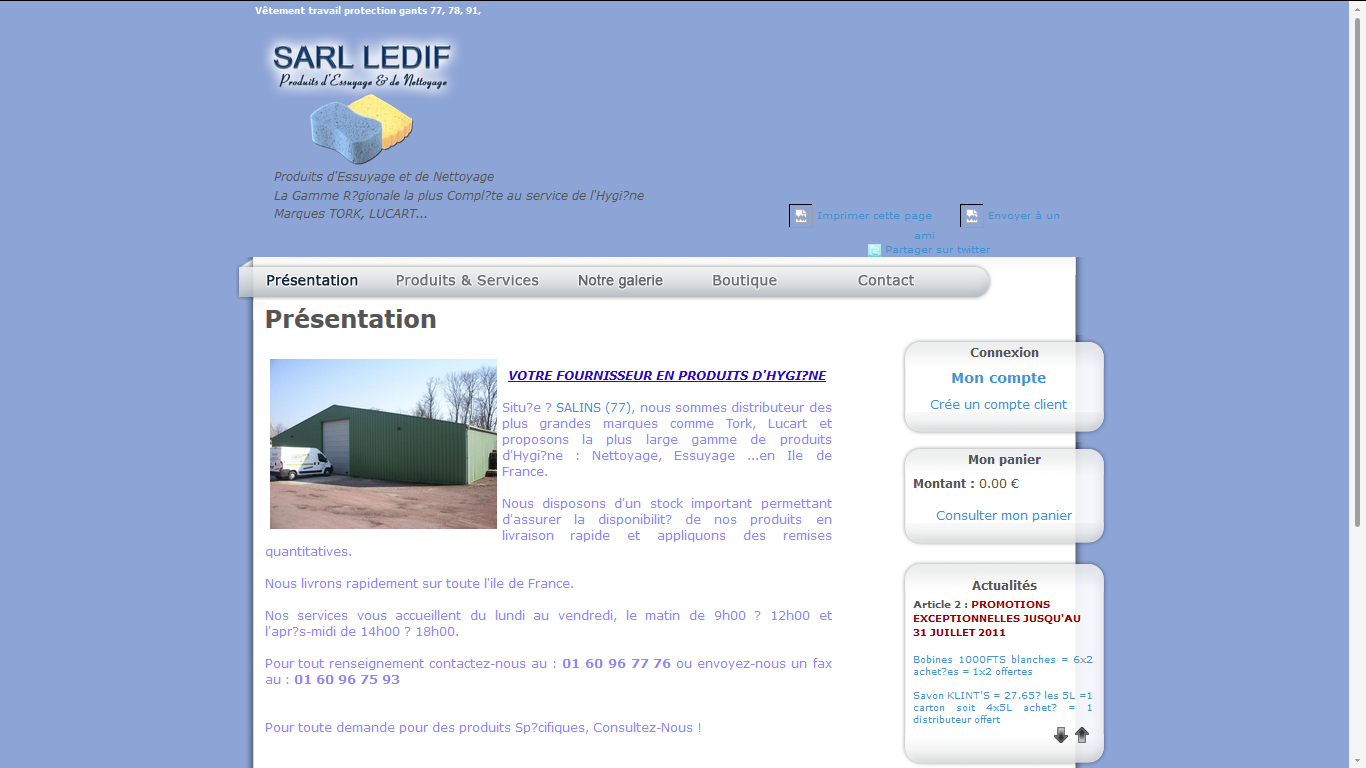 Vêtement travail protection gants 77, 78, 91,
SARL LEDIF
Produits d'Essuyage & de Nettoyage
Produits d'Essuyage et de Nettoyage
La Gamme R?gionale la plus Compl?te au service de l'Hygi?ne
Marques TORK, LUCART...
Imprimer cette page
Envoyer à un
ami
Partager sur twitter
Présentation
Produits & Services
Notre galerie
Boutique
Contact
Présentation
VOTRE FOURNISSEUR EN PRODUITS D'HYGI?NE
Situ?e ? SALINS (77), nous sommes distributeur des
plus grandes marques comme Tork, Lucart et
proposons la plus large gamme de produits
d'Hygi?ne : Nettoyage, Essuyage ...en Ile de
France.
Nous disposons d'un stock important permettant
d'assurer la disponibilit? de nos produits en
livraison rapide et appliquons des remises
quantitatives.
Nous livrons rapidement sur toute l'ile de France.
Nos services vous accueillent du lundi au vendredi, le matin de 9h00 ? 12h00 et
l'apr?s-midi de 14h00 ? 18h00.
Pour tout renseignement contactez-nous au : 01 60 96 77 76 ou envoyez-nous un fax
au : 01 60 96 75 93
Pour toute demande pour des produits Sp?cifiques, Consultez-Nous !
Connexion
Mon compte
Crée un compte client
Mon panier
Montant : 0.00 €
Consulter mon panier
Actualités
Article 2 : PROMOTIONS
EXCEPTIONNELLES JUSQU'AU
31 JUILLET 2011
Bobines 1000FTS blanches = 6x2
achet?es = 1x2 offertes
Savon KLINT'S = 27.65? les 5L =1
carton soit 4x5L achet? = 1
distributeur offert